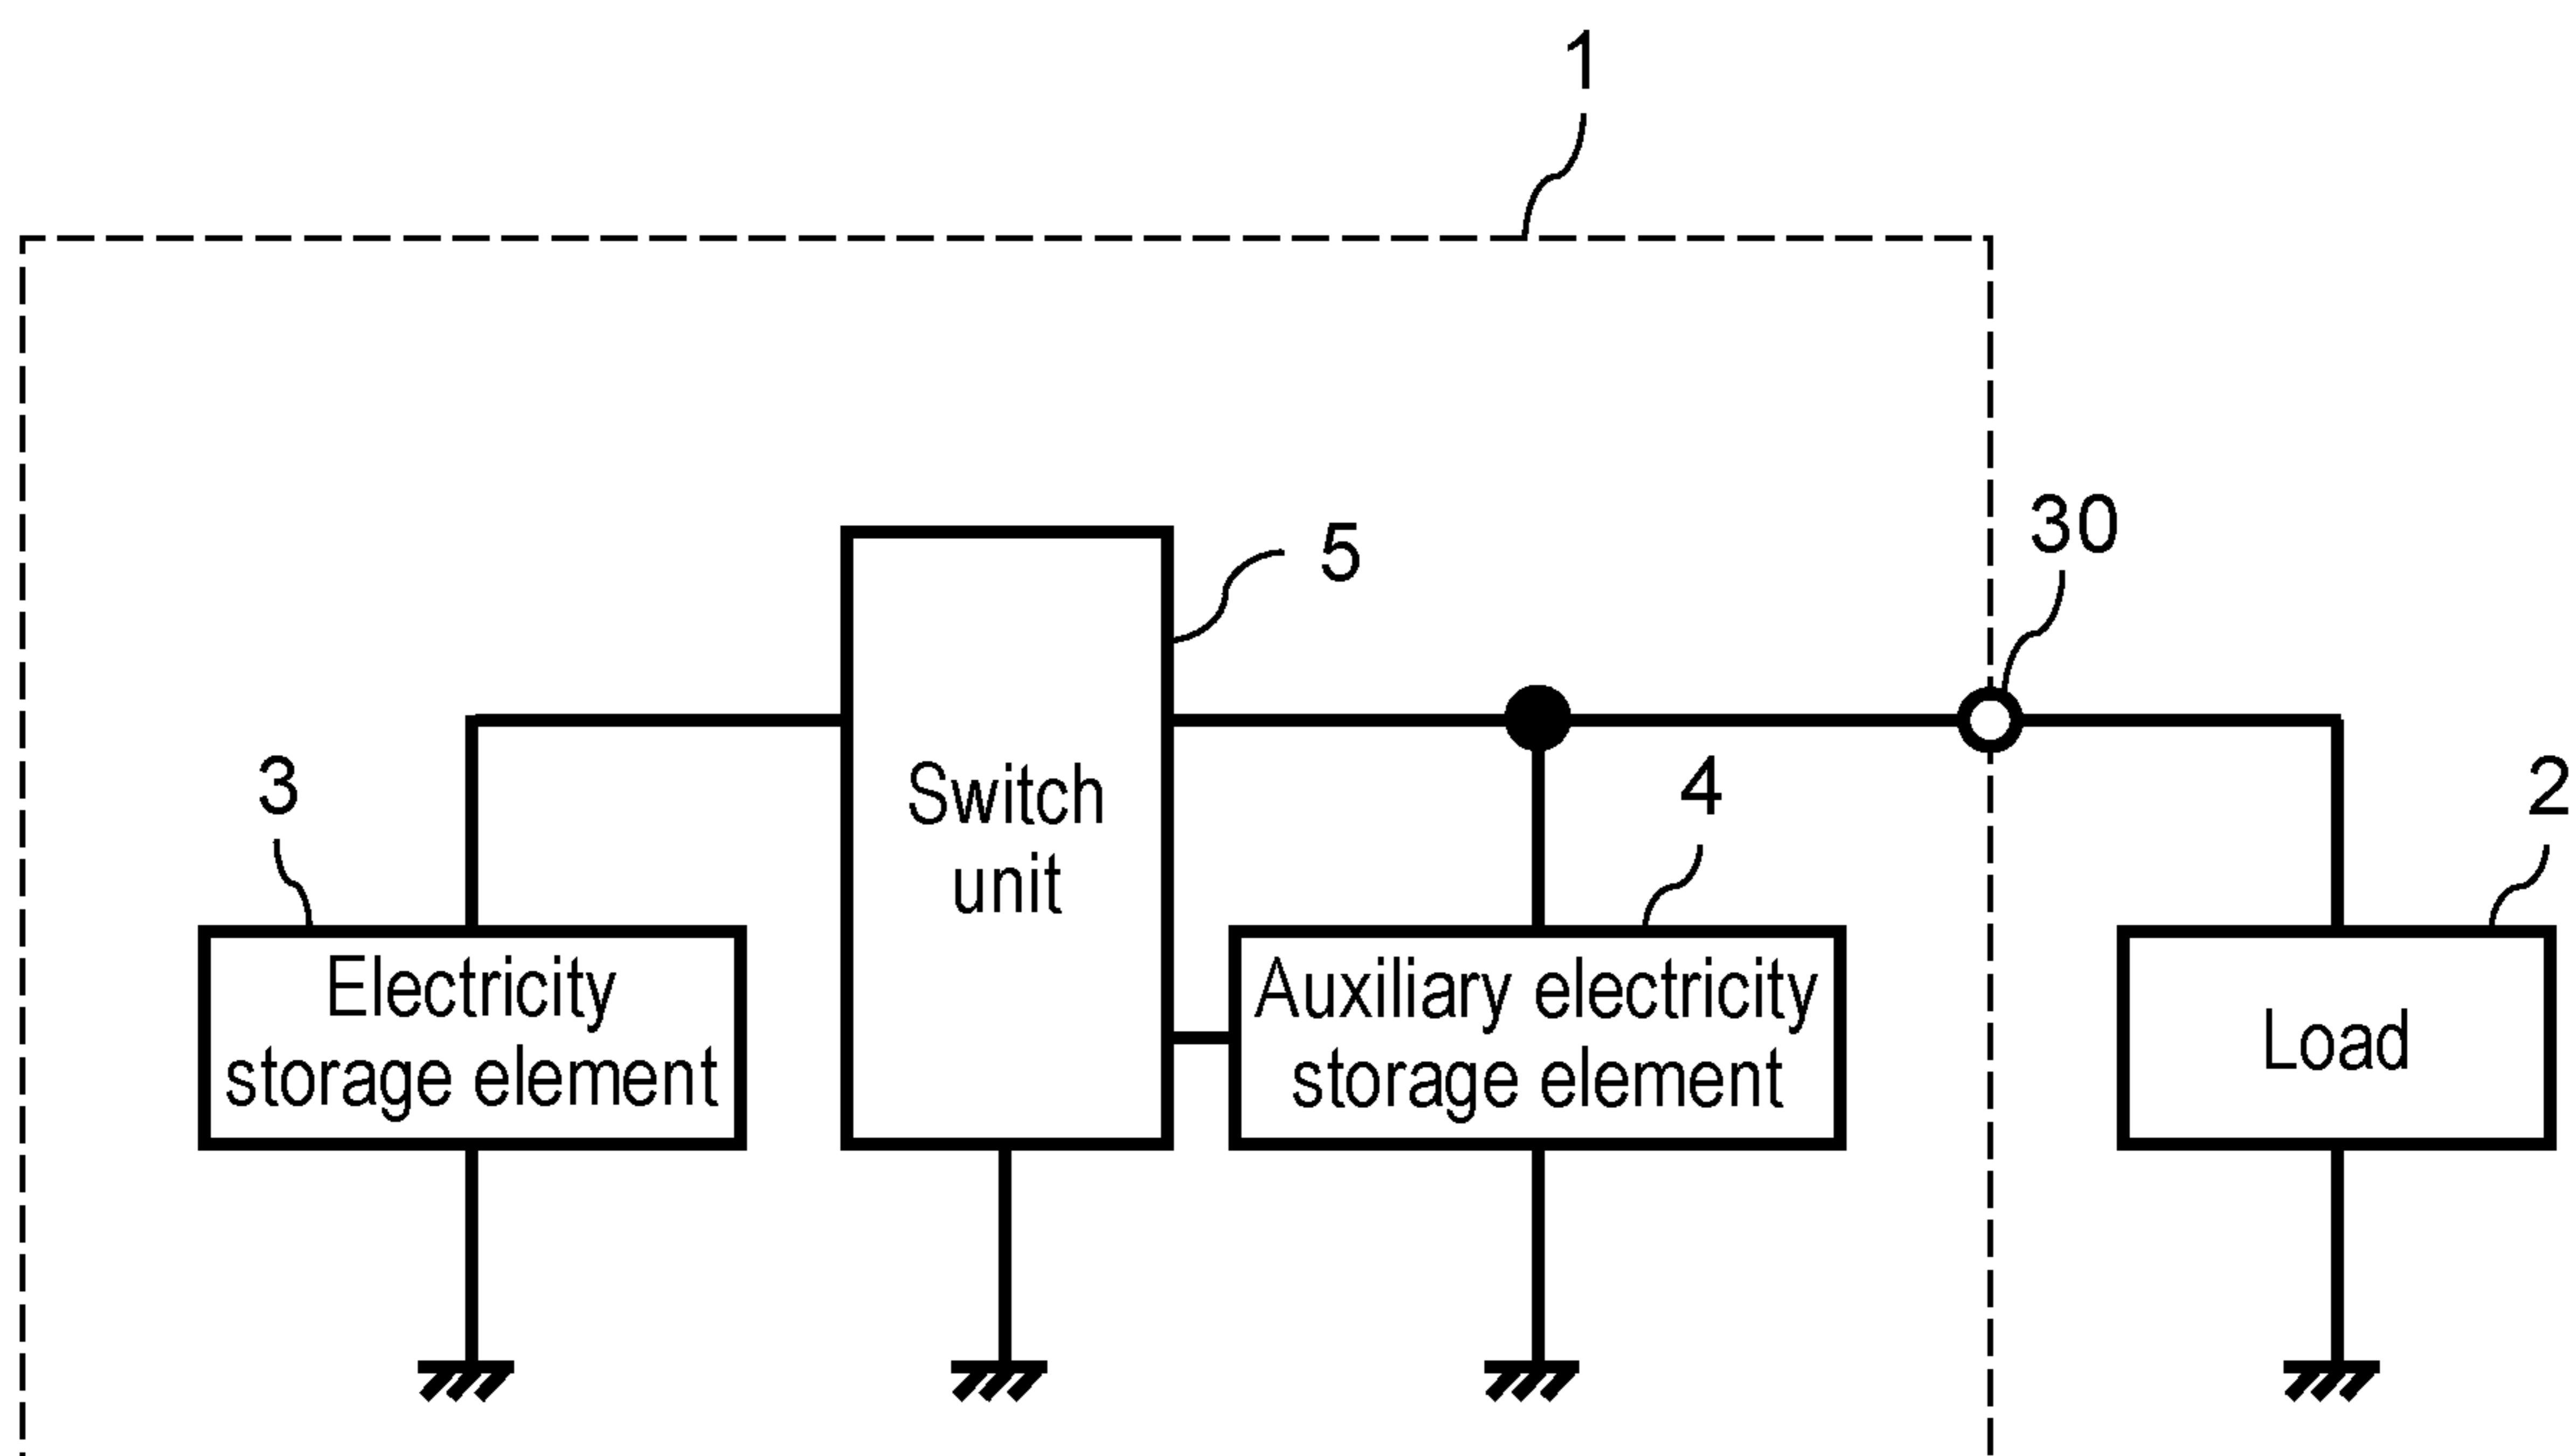 1
30
5
3
Switch
unit
4
2
Electricity
storage element
Auxiliary electricity
storage element
Load